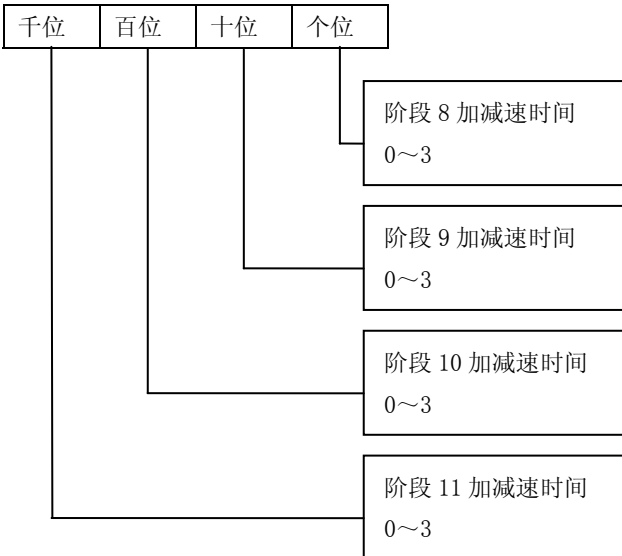 千位 百位 十位 个位
阶段 8 加减速时间
0～3
阶段 9 加减速时间
0～3
阶段 10 加减速时间
0～3
阶段 11 加减速时间
0～3